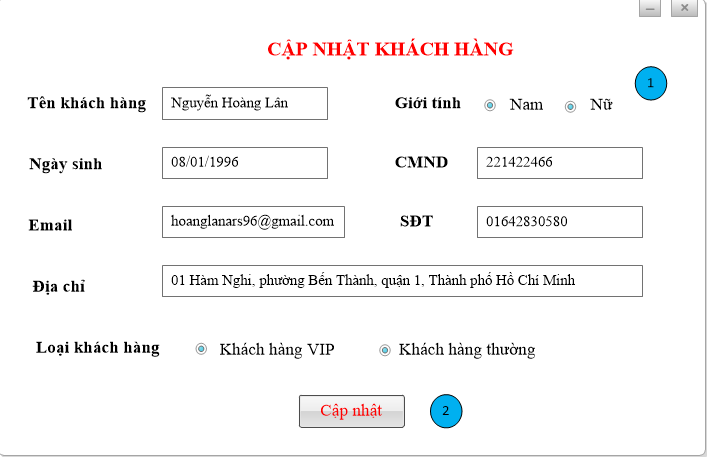 CẬP NHẬT KHÁCH HÀNG
1
Tên khách hàng Nguyễn Hoàng Lân Giới tính Nam Nữ
Ngày sinh 08/01/1996 CMND 221422466
Email hoanglanars96@gmail.com SĐT 01642830580
Địa chỉ 01 Hàm Nghi, phường Bến Thành, quận 1, Thành phố Hồ Chí Minh
Loại khách hàng Khách hàng VIP Khách hàng thường
Cập nhật 2